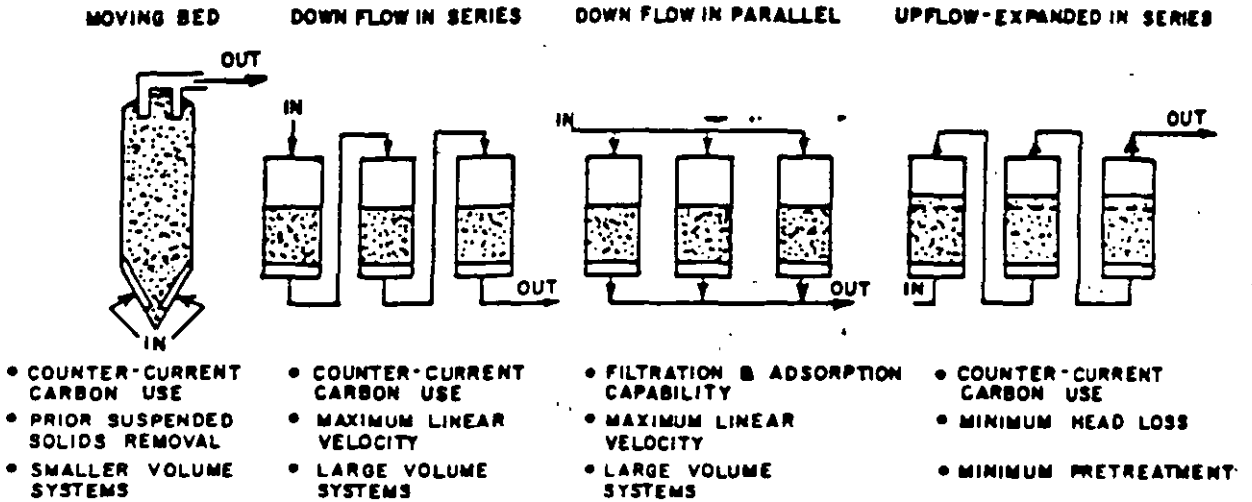 MOVING BED
OUT
IN
• COUNTER-CURRENT
CARBON USE
• PRIOR SUSPENDED
SOLIDS REMOVAL
• SMALLER VOLUME
SYSTEMS
DOWN FLOW IN SERIES
IN
OUT
• COUNTER-CURRENT
CARBON USE
• MAXIMUM LINEAR
VELOCITY
• LARGE VOLUME
SYSTEMS
DOWN FLOW IN PARALLEL
IN
OUT
• FILTRATION & ADSORPTION
CAPABILITY
• MAXIMUM LINEAR
VELOCITY
• LARGE VOLUME
SYSTEMS
UPFLOW-EXPANDED IN SERIES
OUT
IN
• COUNTER-CURRENT
CARBON USE
• MINIMUM HEAD LOSS
• MINIMUM PRETREATMENT